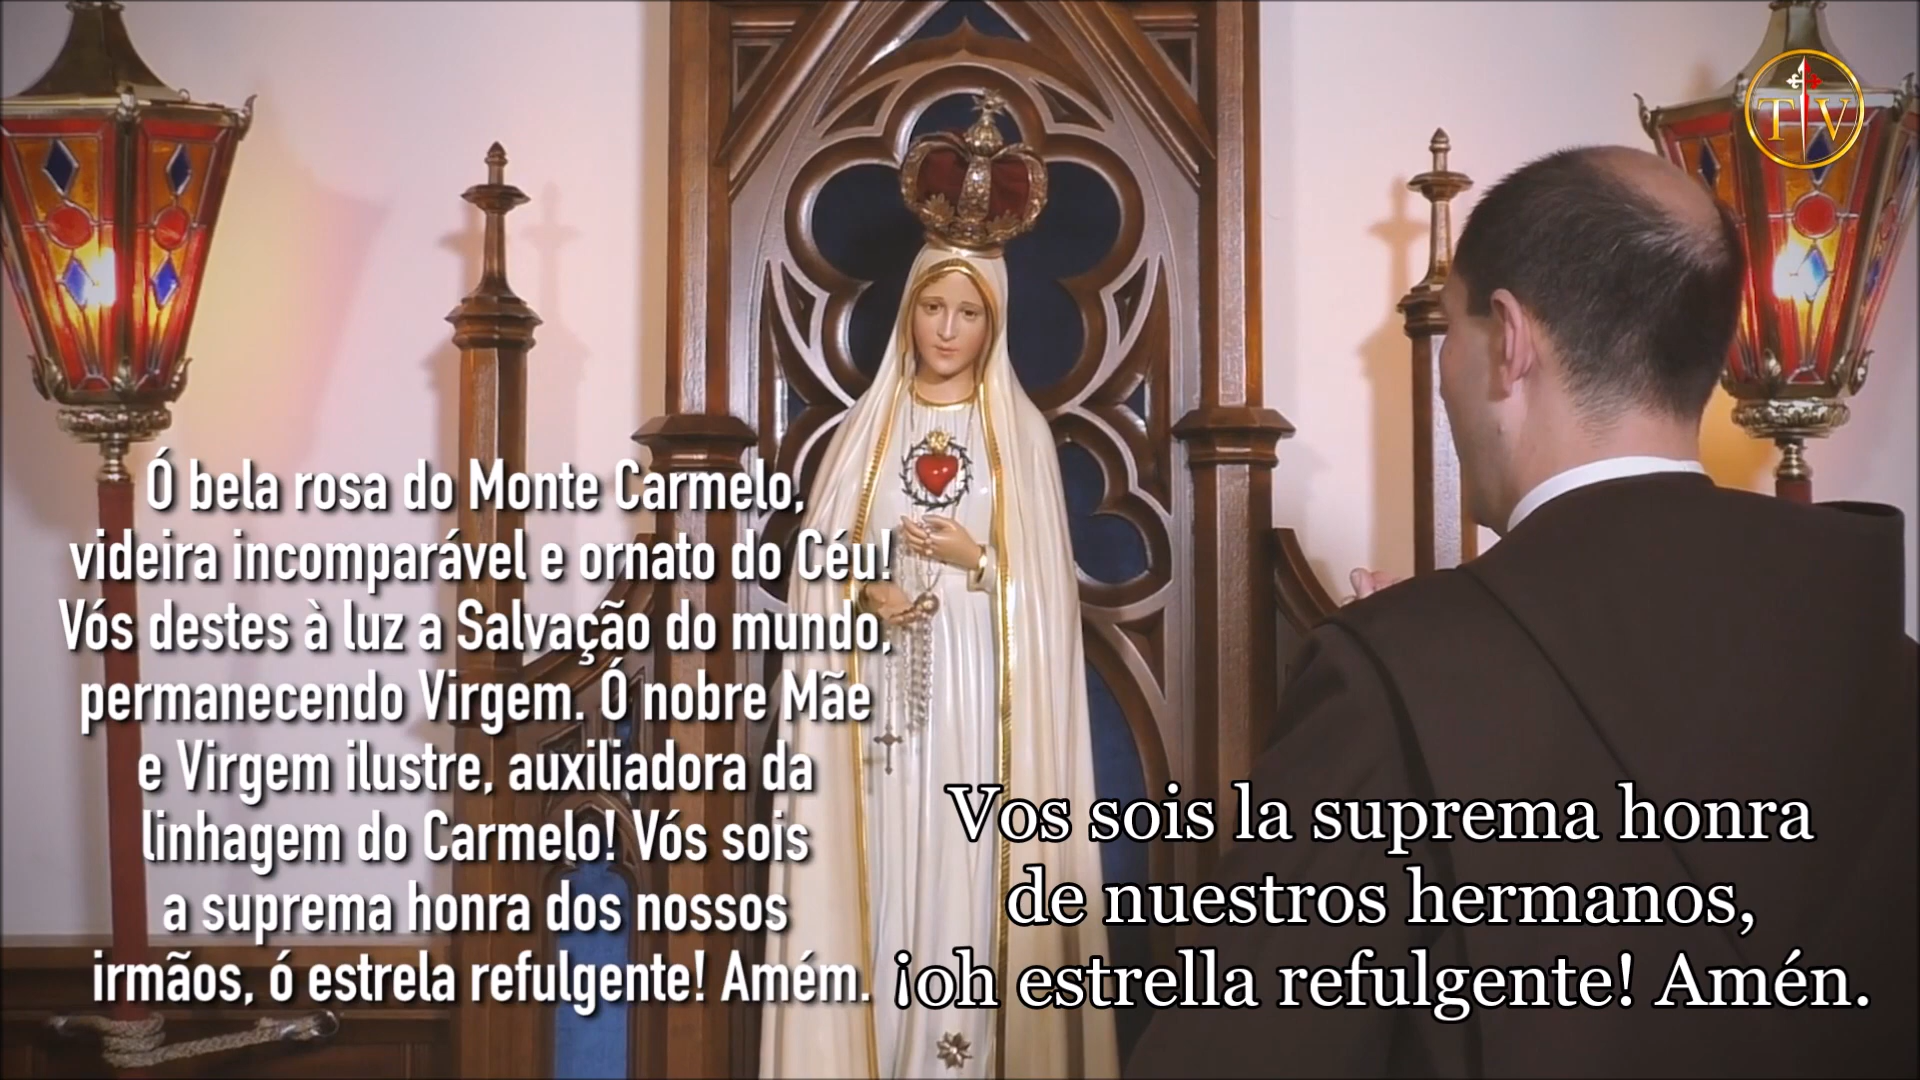 TV
Ó bela rosa do Monte Carmelo,
videira incomparável e ornato do Céu!
Vós destes à luz a Salvação do mundo,
permanecendo Virgem. Ó nobre Mãe
e Virgem ilustre, auxiliadora da
linhagem do Carmelo! Vós sois
a suprema honra dos nossos
irmãos, ó estrela refulgente! Amém.
Vos sois la suprema honra
de nuestros hermanos,
¡oh estrella refulgente! Amén.